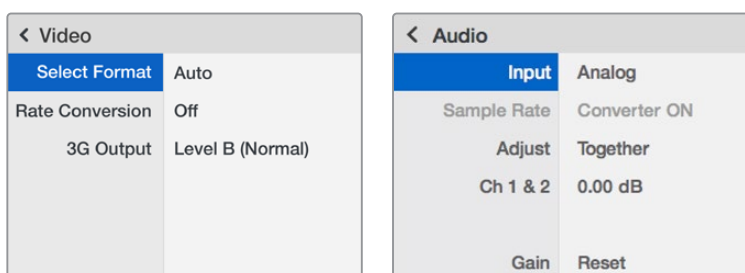 < Video
Select Format Auto
Rate Conversion Off
3G Output Level B (Normal)
< Audio
Input Analog
Sample Rate Converter ON
Adjust Together
Ch 1 & 2 0.00 dB
Gain Reset